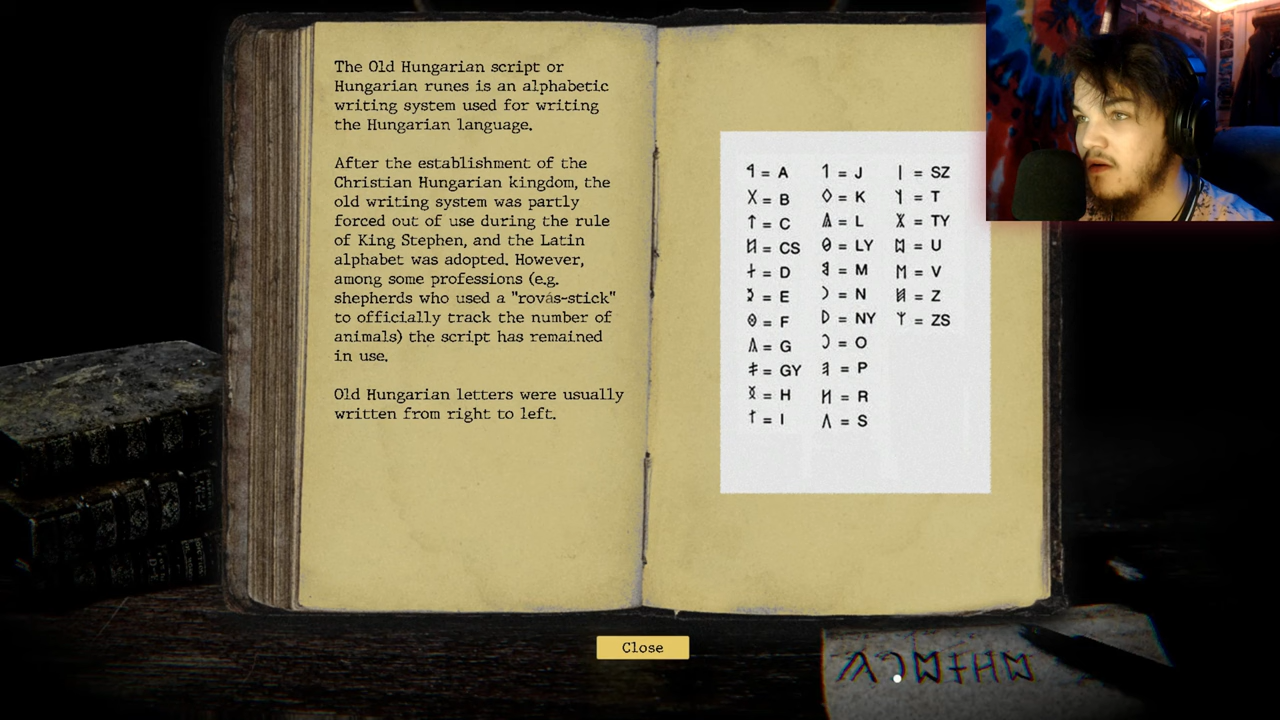 The Old Hungarian script or
Hungarian runes is an alphabetic
writing system used for writing
the Hungarian language.
After the establishment of the
Christian Hungarian kingdom, the
old writing system was partly
forced out of use during the rule
of King Stephen, and the Latin
alphabet was adopted. However,
among some professions (e.g.
shepherds who used a "rovás-stick"
to officially track the number of
animals) the script has remained
in use.
Old Hungarian letters were usually
written from right to left.
𐲀 = A
𐲂 = B
𐲄 = C
𐲆 = CS
𐲇 = D
𐲉 = E
𐲌 = F
𐲍 = G
𐲎 = GY
𐲏 = H
𐲐 = I
𐲒 = J
𐲓 = K
𐲖 = L
𐲗 = LY
𐲘 = M
𐲙 = N
𐲚 = NY
𐲛 = O
𐲠 = P
𐲢 = R
𐲤 = S
𐲥 = SZ
𐲦 = T
𐲨 = TY
𐲪 = U
𐲮 = V
𐲯 = Z
𐲰 = ZS
Close